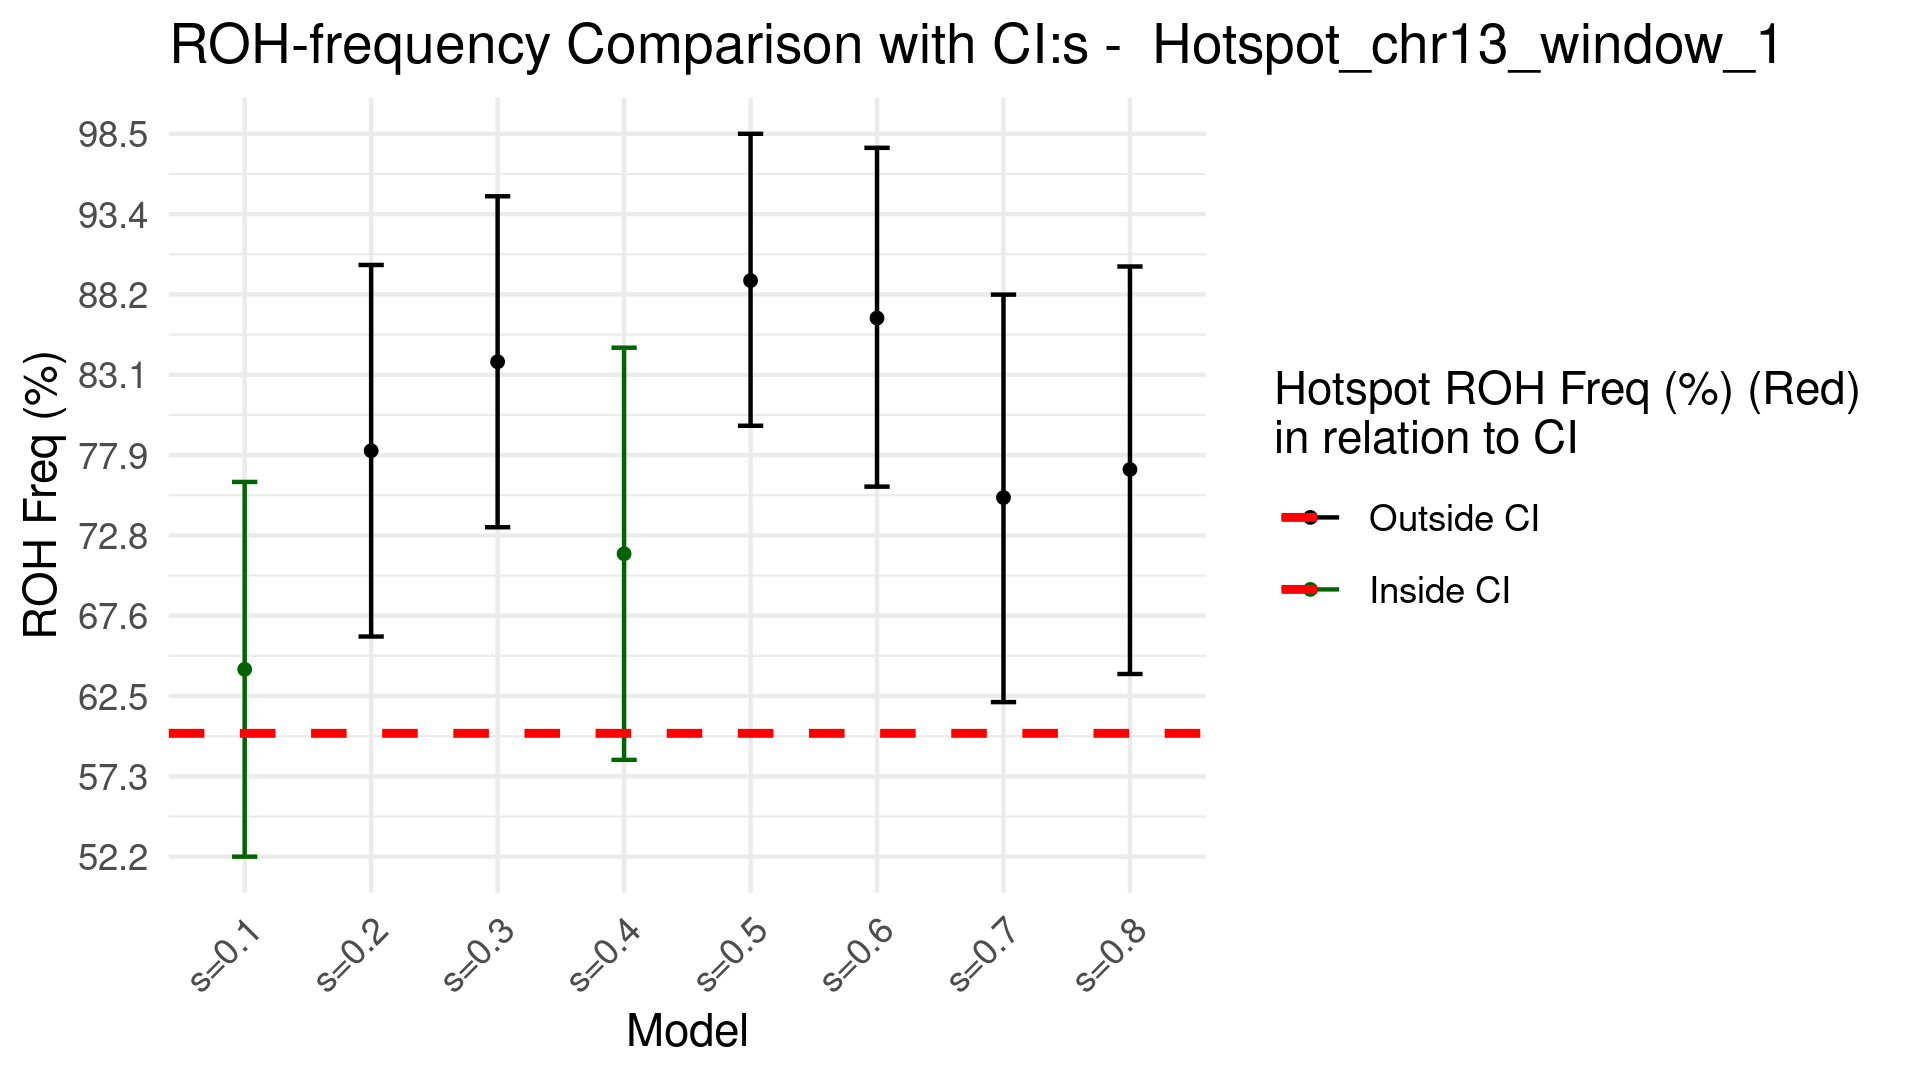 ROH-frequency Comparison with CI:s -  Hotspot_chr13_window_1
98.5
93.4
88.2
83.1
77.9
72.8
67.6
62.5
57.3
52.2
ROH Freq (%)
s=0.1
s=0.2
s=0.3
s=0.4
s=0.5
s=0.6
s=0.7
s=0.8
Model
Hotspot ROH Freq (%) (Red)
in relation to CI
Outside CI
Inside CI